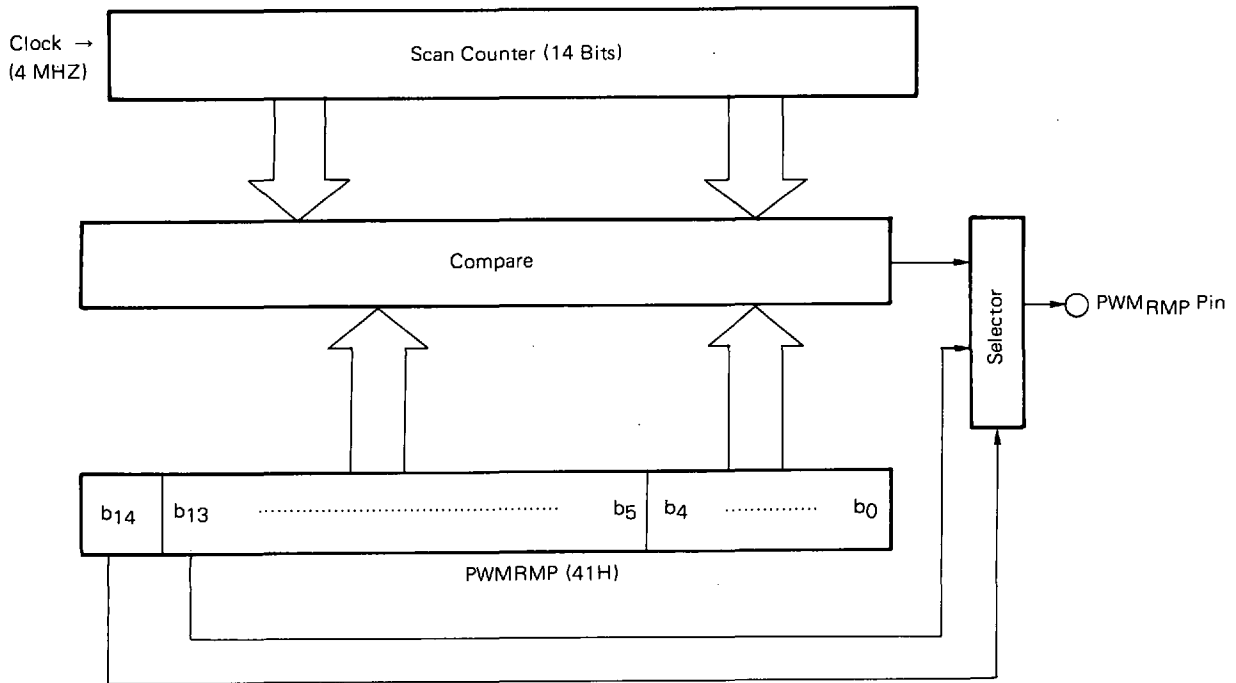 Clock →
(4 MHZ)
Scan Counter (14 Bits)
Compare
Selector
PWMRMP Pin
b14 b13 ................................................ b5 b4 .............. b0
PWMRMP (41H)